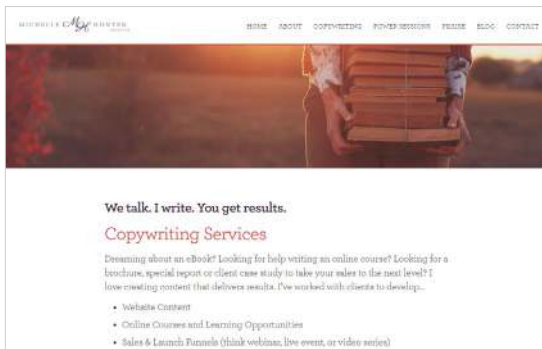 MICHELLE MH HUNTER
HOME ABOUT COPYWRITING POWER SESSIONS PRAISE BLOG CONTACT
We talk. I write. You get results.
Copywriting Services
Dreaming about an eBook? Looking for help writing an online course? Looking for a
brochure, special report or client case study to take your sales to the next level? I
love creating content that delivers results. I've worked with clients to develop...
• Website Content
• Online Courses and Learning Opportunities
• Sales & Launch Funnels (think webinar, live event, or video series)